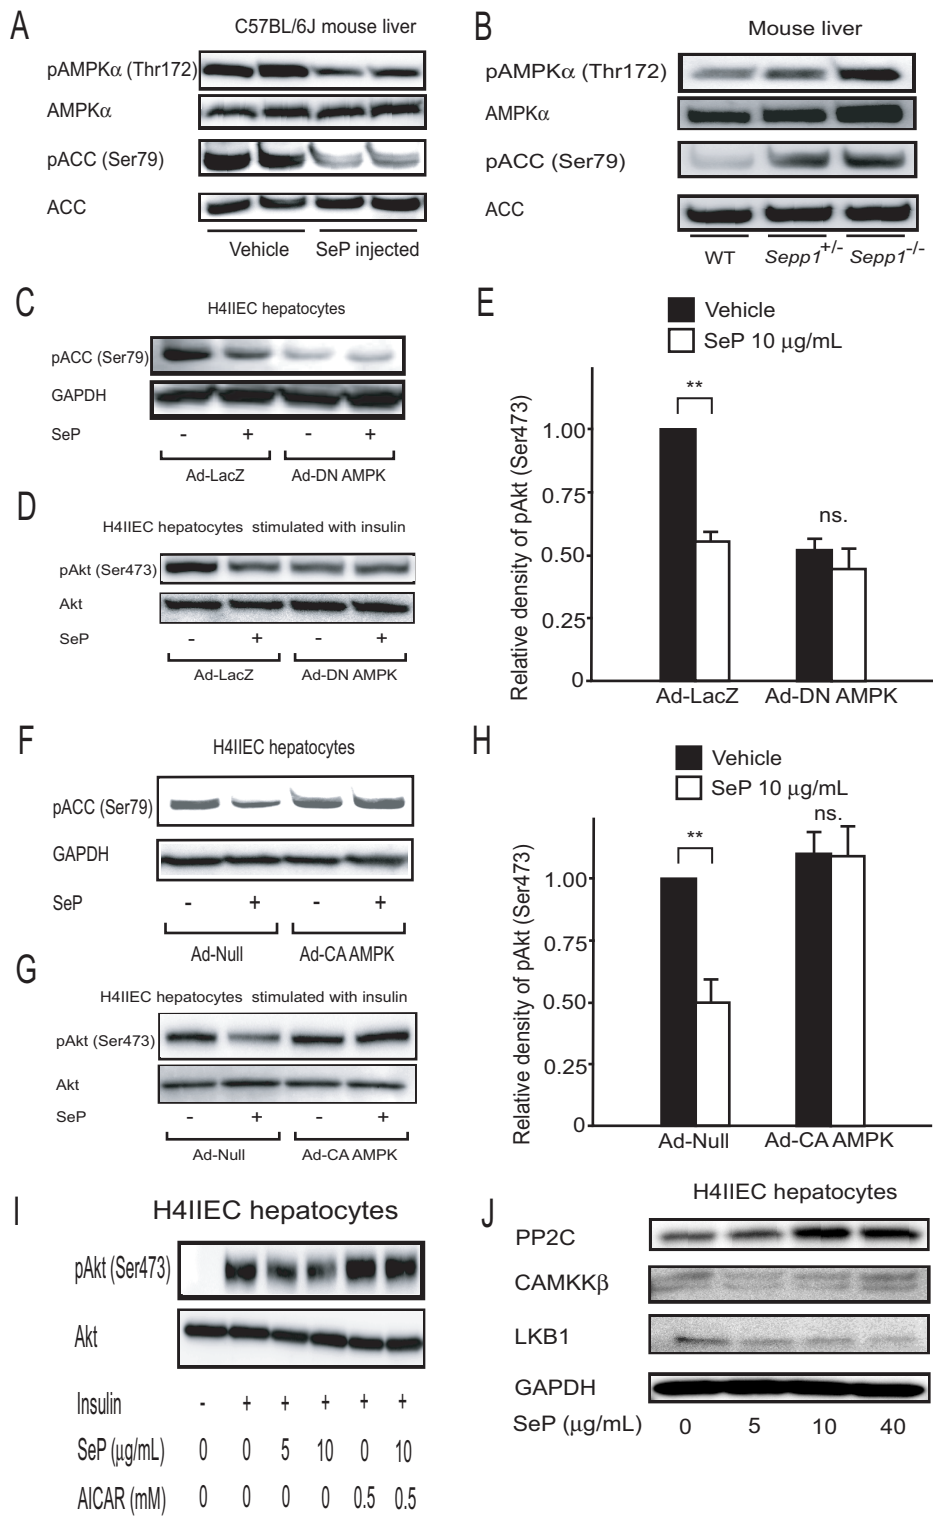 A
C57BL/6J mouse liver
pAMPKα (Thr172)
AMPKα
pACC (Ser79)
ACC
Vehicle SeP injected
B
Mouse liver
pAMPKα (Thr172)
AMPKα
pACC (Ser79)
ACC
WT Sepp1+/- Sepp1-/-
C
H4IIEC hepatocytes
pACC (Ser79)
GAPDH
SeP - + - +
Ad-LacZ Ad-DN AMPK
D
H4IIEC hepatocytes stimulated with insulin
pAkt (Ser473)
Akt
SeP - + - +
Ad-LacZ Ad-DN AMPK
E
Vehicle
SeP 10 μg/mL
Relative density of pAkt (Ser473)
**
1.00
0.75
ns.
0.50
0.25
0
Ad-LacZ Ad-DN AMPK
F
H4IIEC hepatocytes
pACC (Ser79)
GAPDH
SeP - + - +
Ad-Null Ad-CA AMPK
G
H4IIEC hepatocytes stimulated with insulin
pAkt (Ser473)
Akt
SeP - + - +
Ad-Null Ad-CA AMPK
H
Vehicle
SeP 10 μg/mL
Relative density of pAkt (Ser473)
ns.
**
1.00
0.75
0.50
0.25
0
Ad-Null Ad-CA AMPK
I
H4IIEC hepatocytes
pAkt (Ser473)
Akt
Insulin - + + + + +
SeP (μg/mL) 0 0 5 10 0 10
AICAR (mM) 0 0 0 0 0.5 0.5
J
H4IIEC hepatocytes
PP2C
CAMKKβ
LKB1
GAPDH
SeP (μg/mL) 0 5 10 40